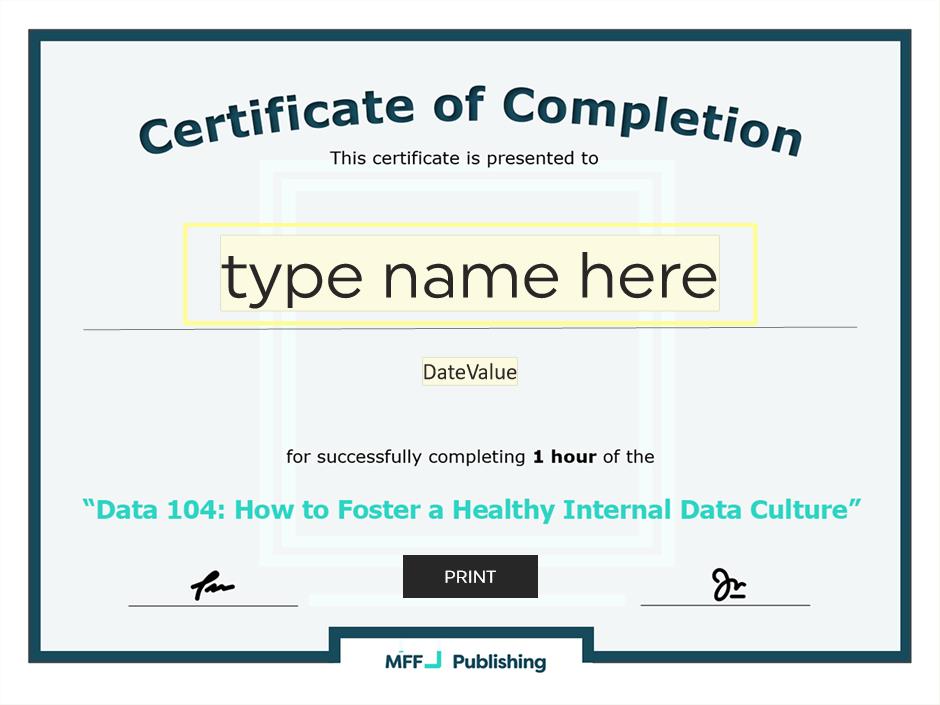 Certificate of Completion
This certificate is presented to
type name here
DateValue
for successfully completing 1 hour of the
“Data 104: How to Foster a Healthy Internal Data Culture”
PRINT
MFF Publishing